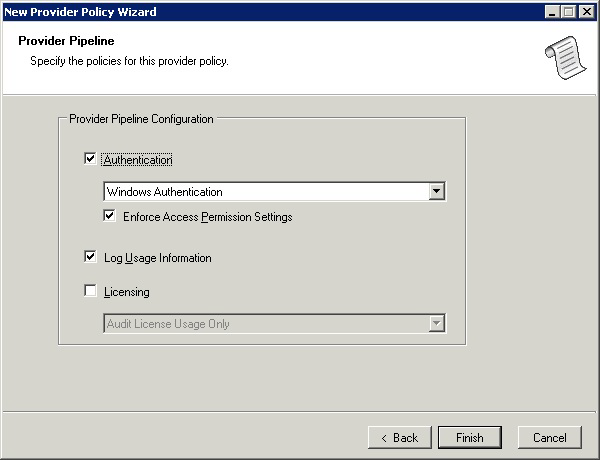 New Provider Policy Wizard
Provider Pipeline
Specify the policies for this provider policy.
Provider Pipeline Configuration
Authentication
Windows Authentication
Enforce Access Permission Settings
Log Usage Information
Licensing
Audit License Usage Only
< Back
Finish
Cancel